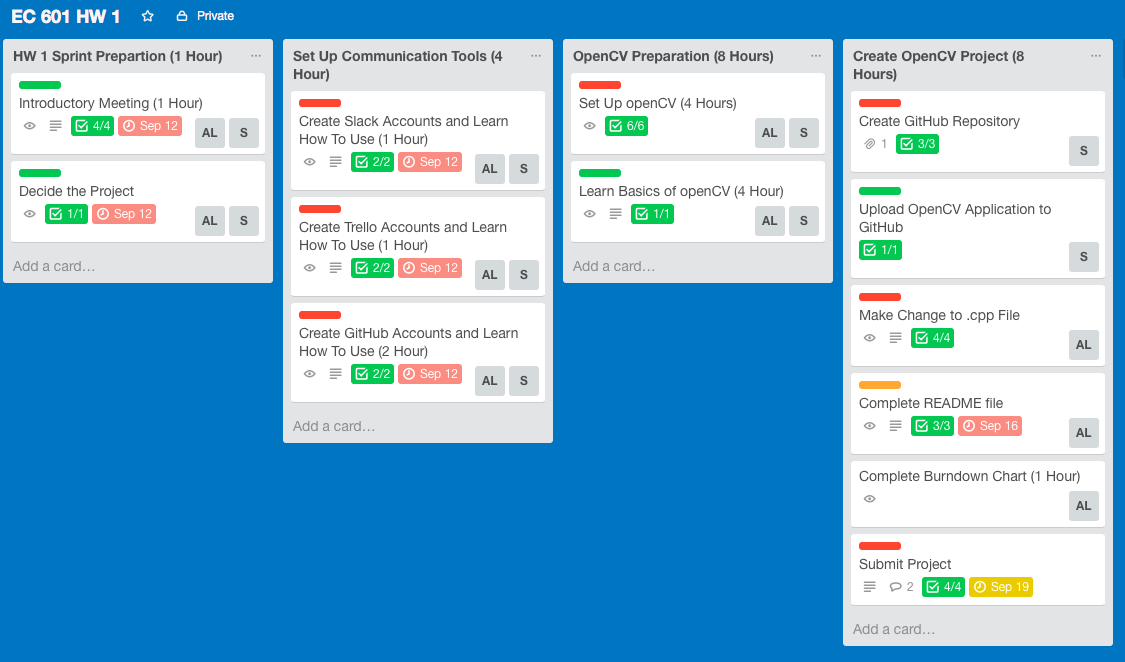 EC 601 HW 1 Private
HW 1 Sprint Prepartion (1 Hour) ...
Introductory Meeting (1 Hour)
4/4 Sep 12 AL S
Decide the Project
1/1 Sep 12 AL S
Add a card...
Set Up Communication Tools (4 ...
Hour)
Create Slack Accounts and Learn
How To Use (1 Hour)
2/2 Sep 12 AL S
Create Trello Accounts and Learn
How To Use (1 Hour)
2/2 Sep 12 AL S
Create GitHub Accounts and Learn
How To Use (2 Hour)
2/2 Sep 12 AL S
Add a card...
OpenCV Preparation (8 Hours) ...
Set Up openCV (4 Hours)
6/6 AL S
Learn Basics of openCV (4 Hour)
1/1 AL S
Add a card...
Create OpenCV Project (8 ...
Hours)
Create GitHub Repository
1 3/3 S
Upload OpenCV Application to
GitHub
1/1 S
Make Change to .cpp File
4/4 AL
Complete README file
3/3 Sep 16 AL
Complete Burndown Chart (1 Hour)
AL
Submit Project
2 4/4 Sep 19
Add a card...